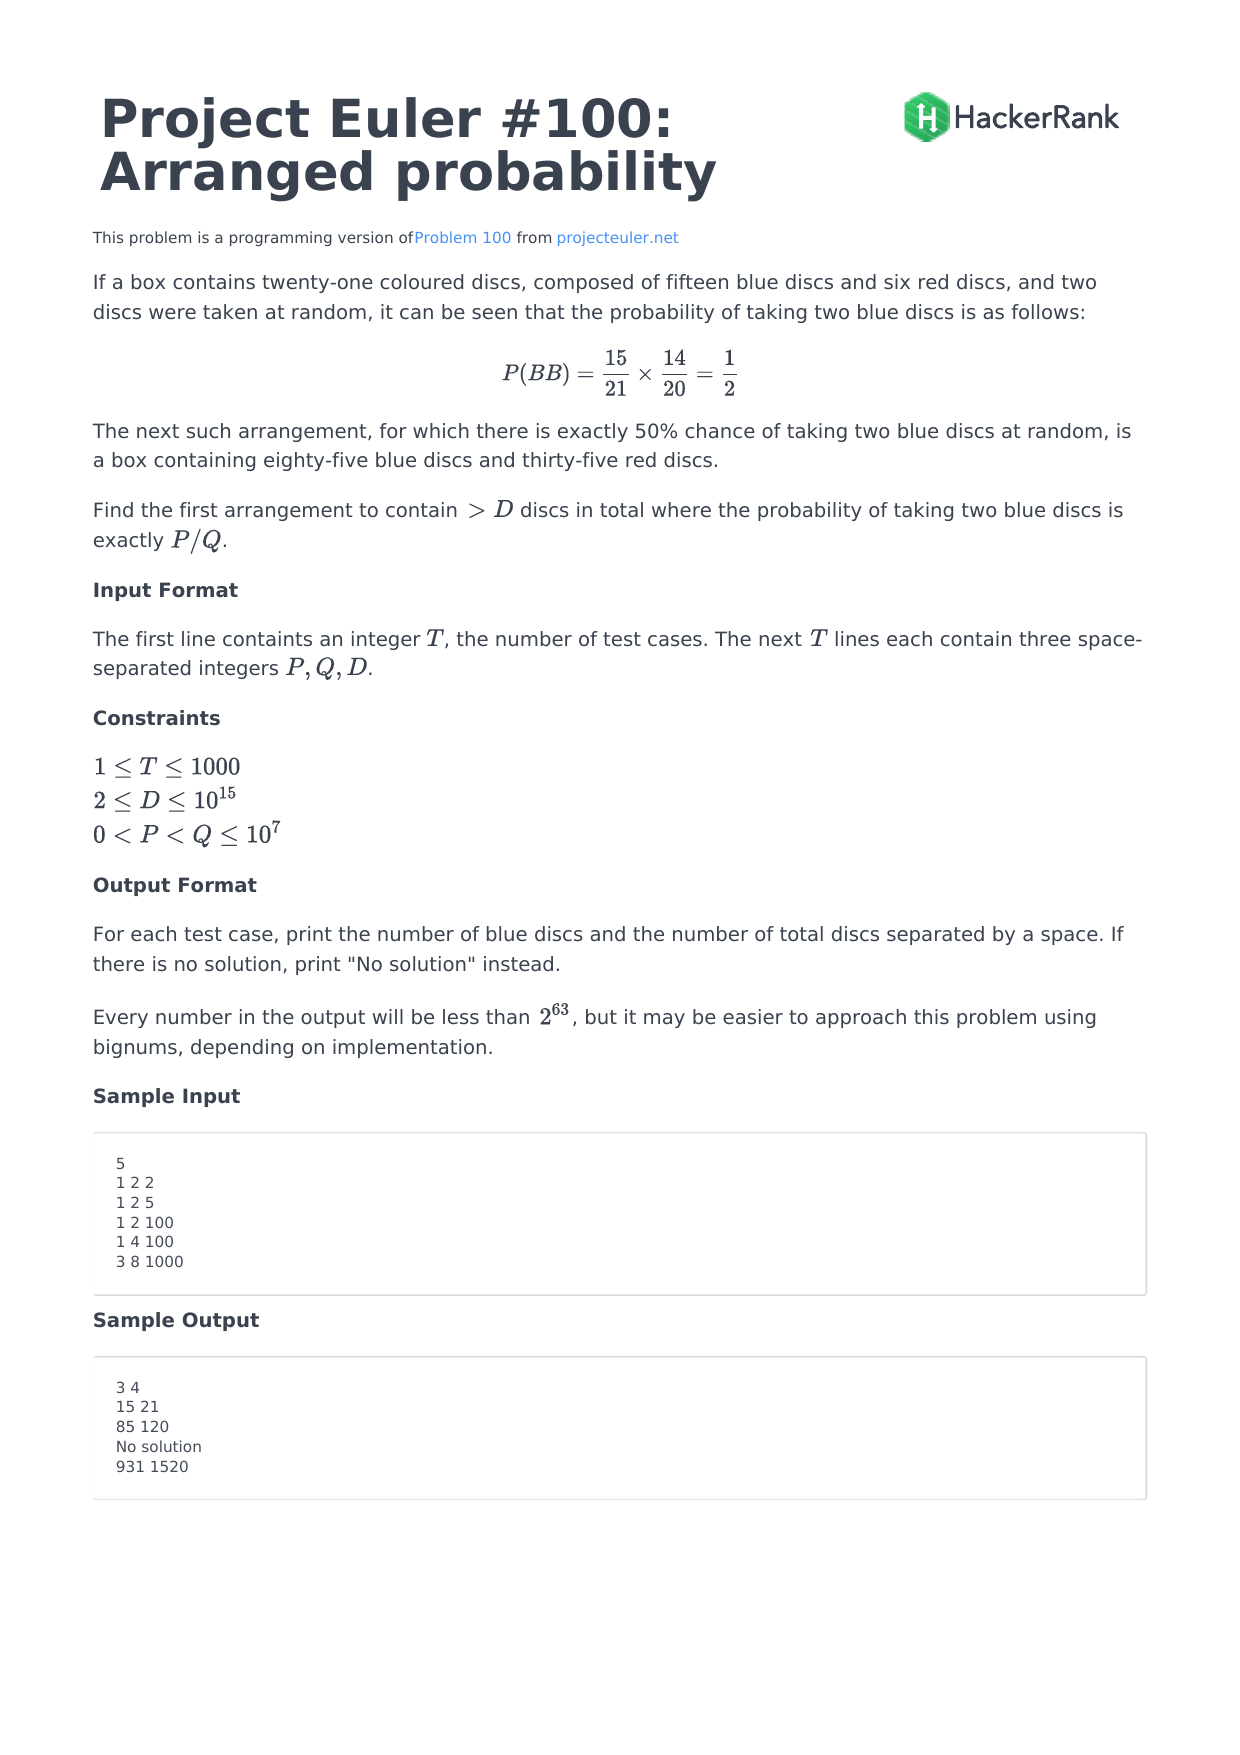 Project Euler #100:
Arranged probability
HackerRank
This problem is a programming version ofProblem 100 from projecteuler.net
If a box contains twenty-one coloured discs, composed of fifteen blue discs and six red discs, and two
discs were taken at random, it can be seen that the probability of taking two blue discs is as follows:
P(BB) = 15/21 × 14/20 = 1/2
The next such arrangement, for which there is exactly 50% chance of taking two blue discs at random, is
a box containing eighty-five blue discs and thirty-five red discs.
Find the first arrangement to contain > D discs in total where the probability of taking two blue discs is
exactly P/Q.
Input Format
The first line containts an integer T, the number of test cases. The next T lines each contain three space-
separated integers P, Q, D.
Constraints
1 ≤ T ≤ 1000
2 ≤ D ≤ 10^15
0 < P < Q ≤ 10^7
Output Format
For each test case, print the number of blue discs and the number of total discs separated by a space. If
there is no solution, print "No solution" instead.
Every number in the output will be less than 2^63, but it may be easier to approach this problem using
bignums, depending on implementation.
Sample Input
5
1 2 2
1 2 5
1 2 100
1 4 100
3 8 1000
Sample Output
3 4
15 21
85 120
No solution
931 1520